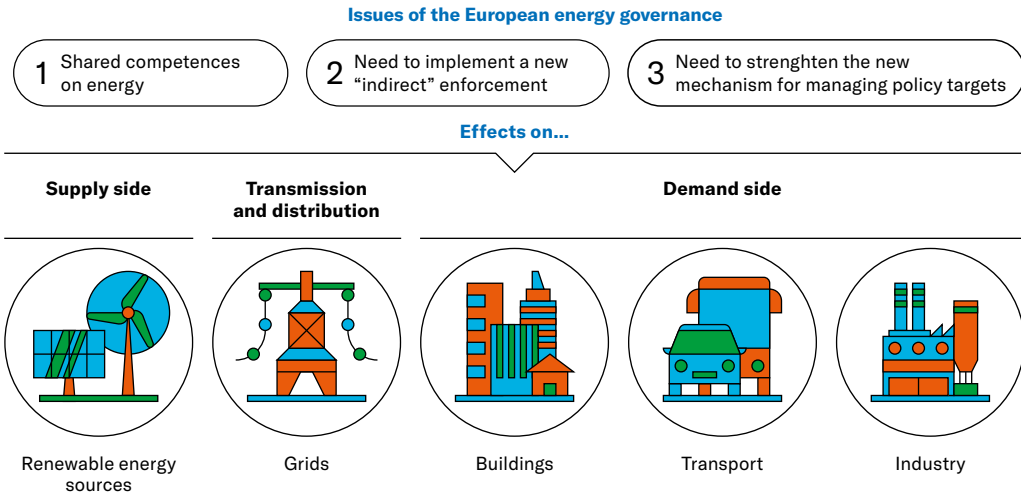 Issues of the European energy governance
1 Shared competences
on energy
2 Need to implement a new
“indirect” enforcement
3 Need to strenghten the new
mechanism for managing policy targets
Effects on...
Supply side
Transmission
and distribution
Demand side
Renewable energy
sources
Grids
Buildings
Transport
Industry